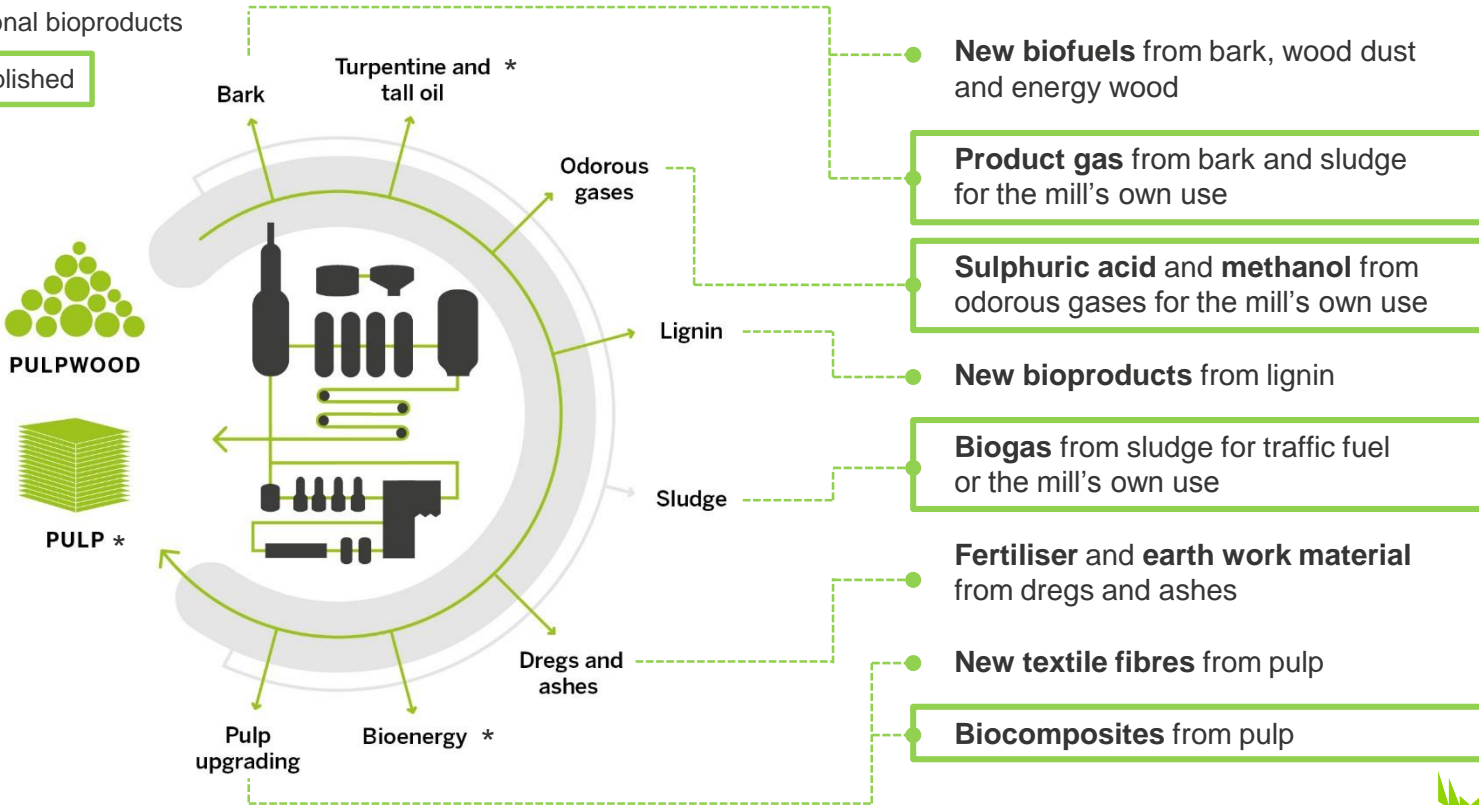 onal bioproducts
olished
Bark
Turpentine and *
tall oil
Odorous
gases
Lignin
Sludge
Dregs and
ashes
Bioenergy *
Pulp
upgrading
PULPWOOD
PULP *
New biofuels from bark, wood dust
and energy wood
Product gas from bark and sludge
for the mill's own use
Sulphuric acid and methanol from
odorous gases for the mill's own use
New bioproducts from lignin
Biogas from sludge for traffic fuel
or the mill's own use
Fertiliser and earth work material
from dregs and ashes
New textile fibres from pulp
Biocomposites from pulp